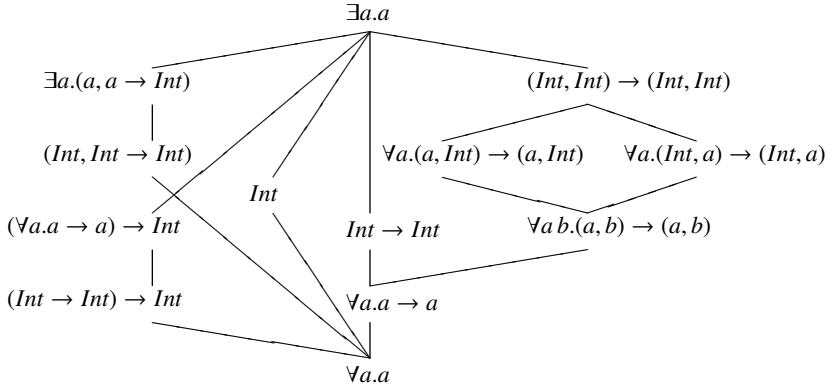 ∃a.a
∃a.(a, a → Int)
(Int, Int) → (Int, Int)
(Int, Int → Int)
∀a.(a, Int) → (a, Int)
∀a.(Int, a) → (Int, a)
Int
(∀a.a → a) → Int
Int → Int
∀a b.(a, b) → (a, b)
(Int → Int) → Int
∀a.a → a
∀a.a